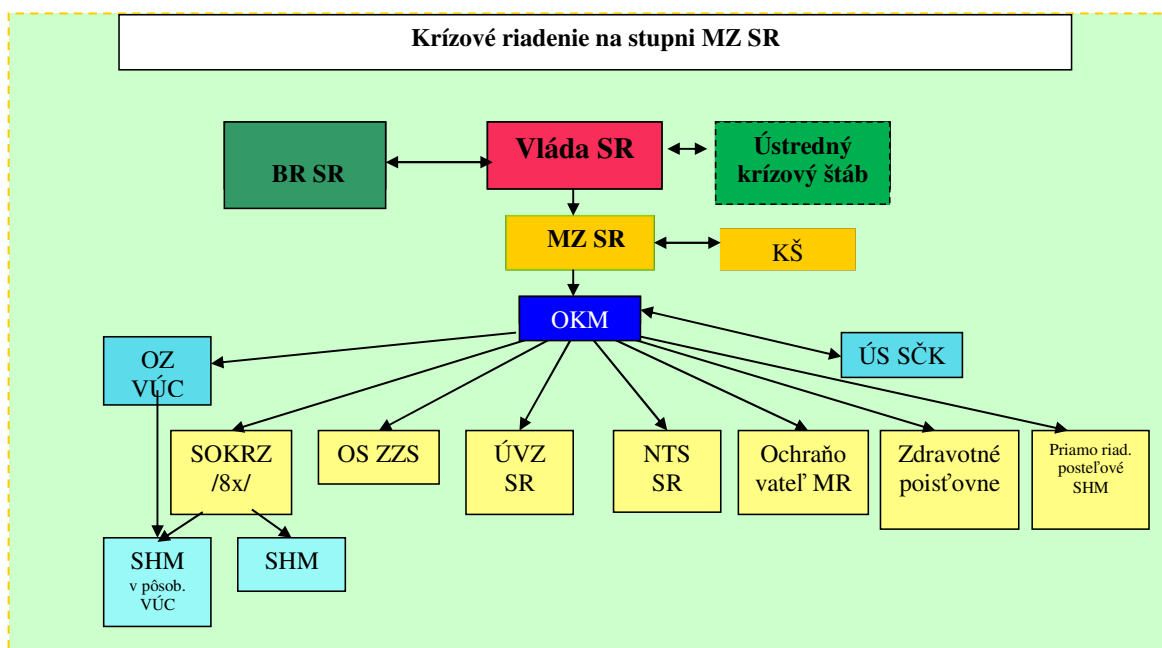 Krízové riadenie na stupni MZ SR
BR SR
Vláda SR
Ústredný
krízový štáb
MZ SR
KŠ
OKM
OZ
VÚC
ÚS SČK
SOKRZ
/8x/
OS ZZS
ÚVZ
SR
NTS
SR
Ochraňo
vateľ MR
Zdravotné
poisťovne
Priamo riad.
posteľové
SHM
SHM
v pôsob.
VÚC
SHM